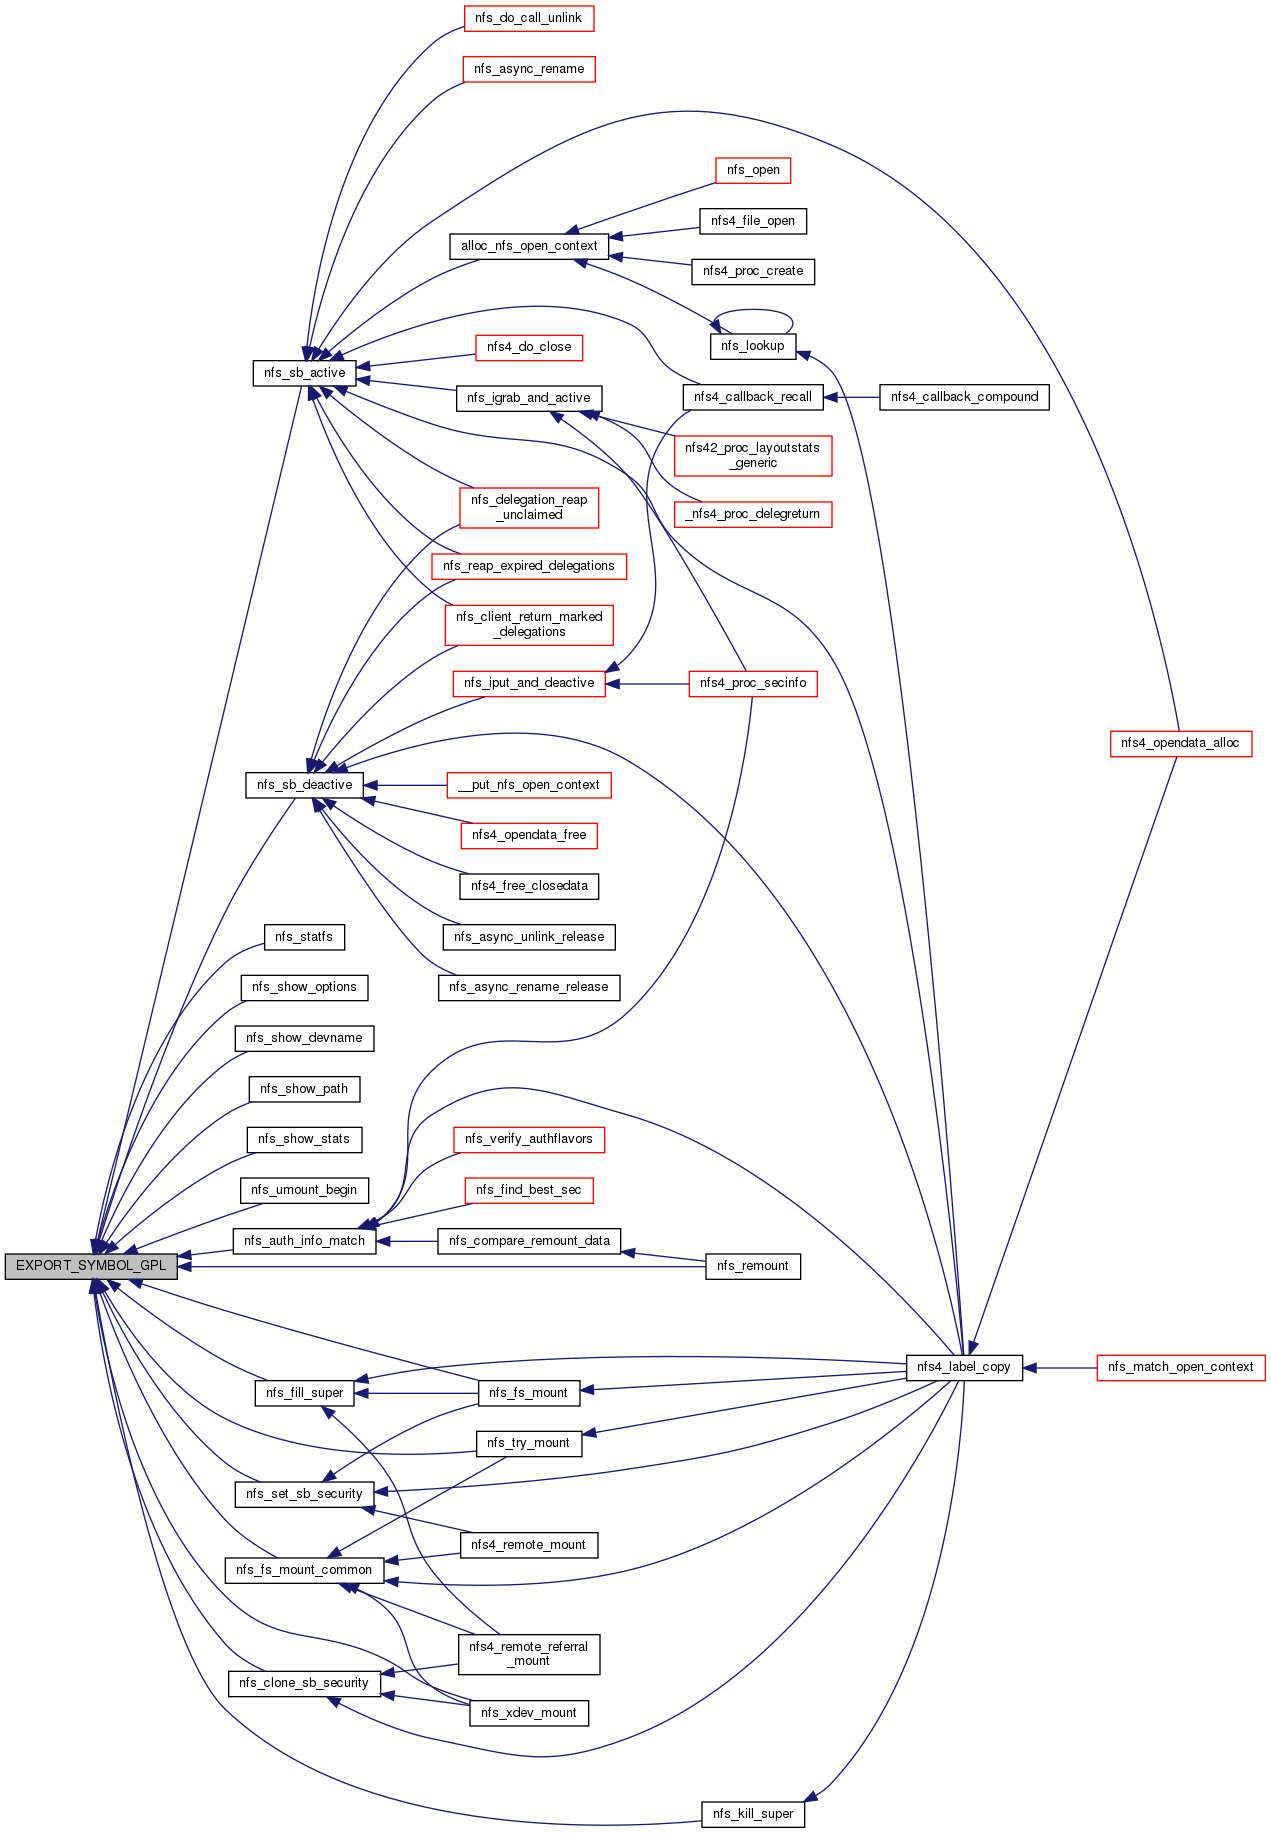 nfs_do_call_unlink
nfs_async_rename
nfs_open
nfs4_file_open
alloc_nfs_open_context
nfs4_proc_create
nfs_lookup
nfs4_do_close
nfs_sb_active
nfs_igrab_and_active
nfs4_callback_recall
nfs4_callback_compound
nfs42_proc_layoutstats
_generic
nfs_delegation_reap
_unclaimed
_nfs4_proc_delegreturn
nfs_reap_expired_delegations
nfs_client_return_marked
_delegations
nfs_iput_and_deactive
nfs4_proc_secinfo
nfs4_opendata_alloc
nfs_sb_deactive
__put_nfs_open_context
nfs4_opendata_free
nfs4_free_closedata
nfs_statfs
nfs_async_unlink_release
nfs_show_options
nfs_async_rename_release
nfs_show_devname
nfs_show_path
nfs_show_stats
nfs_verify_authflavors
nfs_umount_begin
nfs_find_best_sec
nfs_auth_info_match
nfs_compare_remount_data
EXPORT_SYMBOL_GPL
nfs_remount
nfs4_label_copy
nfs_match_open_context
nfs_fill_super
nfs_fs_mount
nfs_try_mount
nfs_set_sb_security
nfs4_remote_mount
nfs_fs_mount_common
nfs4_remote_referral
_mount
nfs_clone_sb_security
nfs_xdev_mount
nfs_kill_super